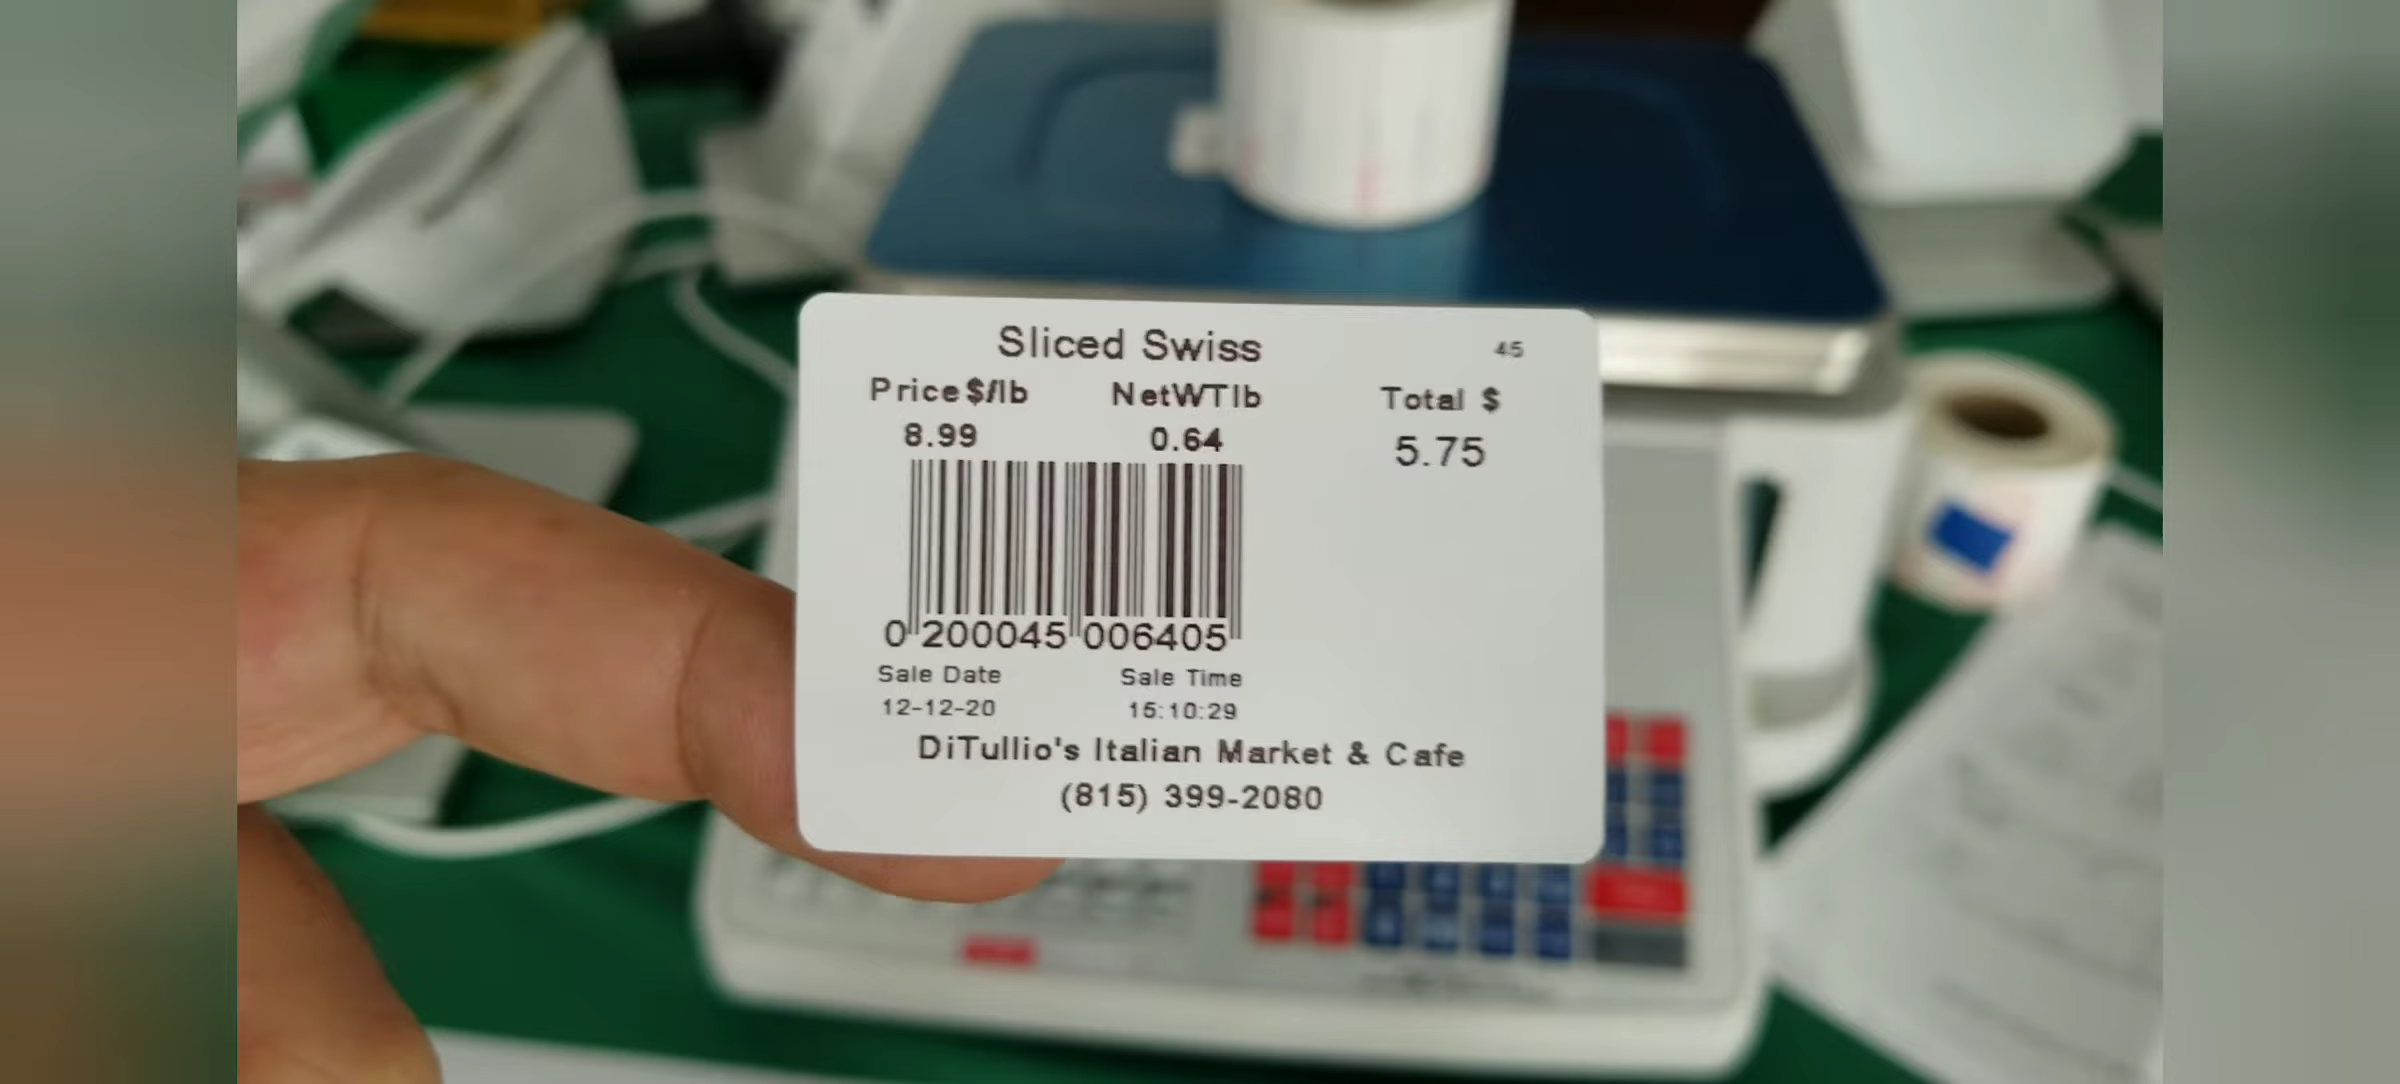 Sliced Swiss 45
Price $/lb NetWTlb Total $
8.99 0.64 5.75
0 200045 006405
Sale Date Sale Time
12-12-20 15:10:29
DiTullio's Italian Market & Cafe
(815) 399-2080